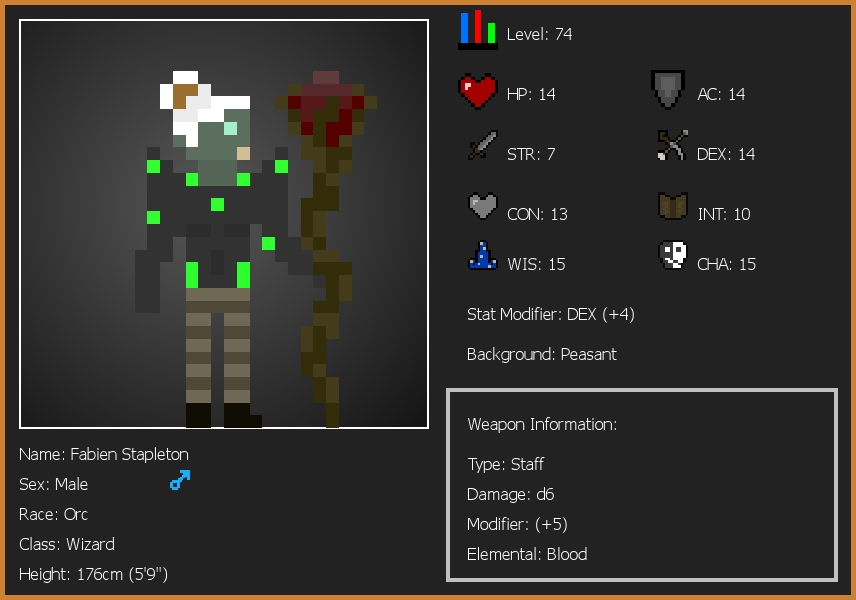 Level: 74
HP: 14
AC: 14
STR: 7
DEX: 14
CON: 13
INT: 10
WIS: 15
CHA: 15
Stat Modifier: DEX (+4)
Background: Peasant
Weapon Information:
Type: Staff
Damage: d6
Modifier: (+5)
Elemental: Blood
Name: Fabien Stapleton
Sex: Male
Race: Orc
Class: Wizard
Height: 176cm (5'9")